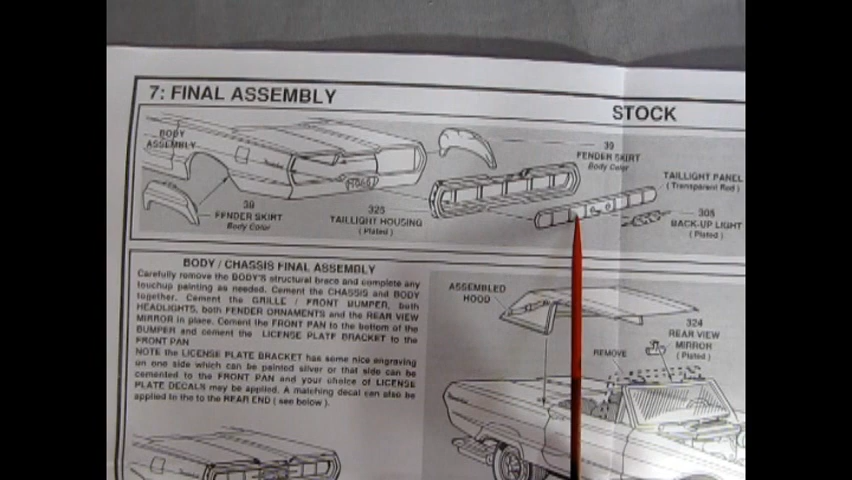 7: FINAL ASSEMBLY
STOCK
BODY
ASSEMBLY
39
FENDER SKIRT
Body Color
39
FENDER SKIRT
Body Color
325
TAILLIGHT HOUSING
( Plated )
TAILLIGHT PANEL
( Transparent Red )
308
BACK-UP LIGHT
( Plated )
BODY / CHASSIS FINAL ASSEMBLY
Carefully remove the BODY'S structural brace and complete any
touchup painting as needed. Cement the CHASSIS and BODY
together. Cement the GRILLE / FRONT BUMPER, both
HEADLIGHTS, both FENDER ORNAMENTS and the REAR VIEW
MIRROR in place. Cement the FRONT PAN to the bottom of the
BUMPER and cement the LICENSE PLATE BRACKET to the
FRONT PAN
NOTE the LICENSE PLATE BRACKET has some nice engraving
on one side which can be painted silver or that side can be
cemented to the FRONT PAN and your choice of LICENSE
PLATE DECALS may be applied. A matching decal can also be
applied to the to the REAR END ( see below ).
ASSEMBLED
HOOD
324
REAR VIEW
MIRROR
( Plated )
REMOVE